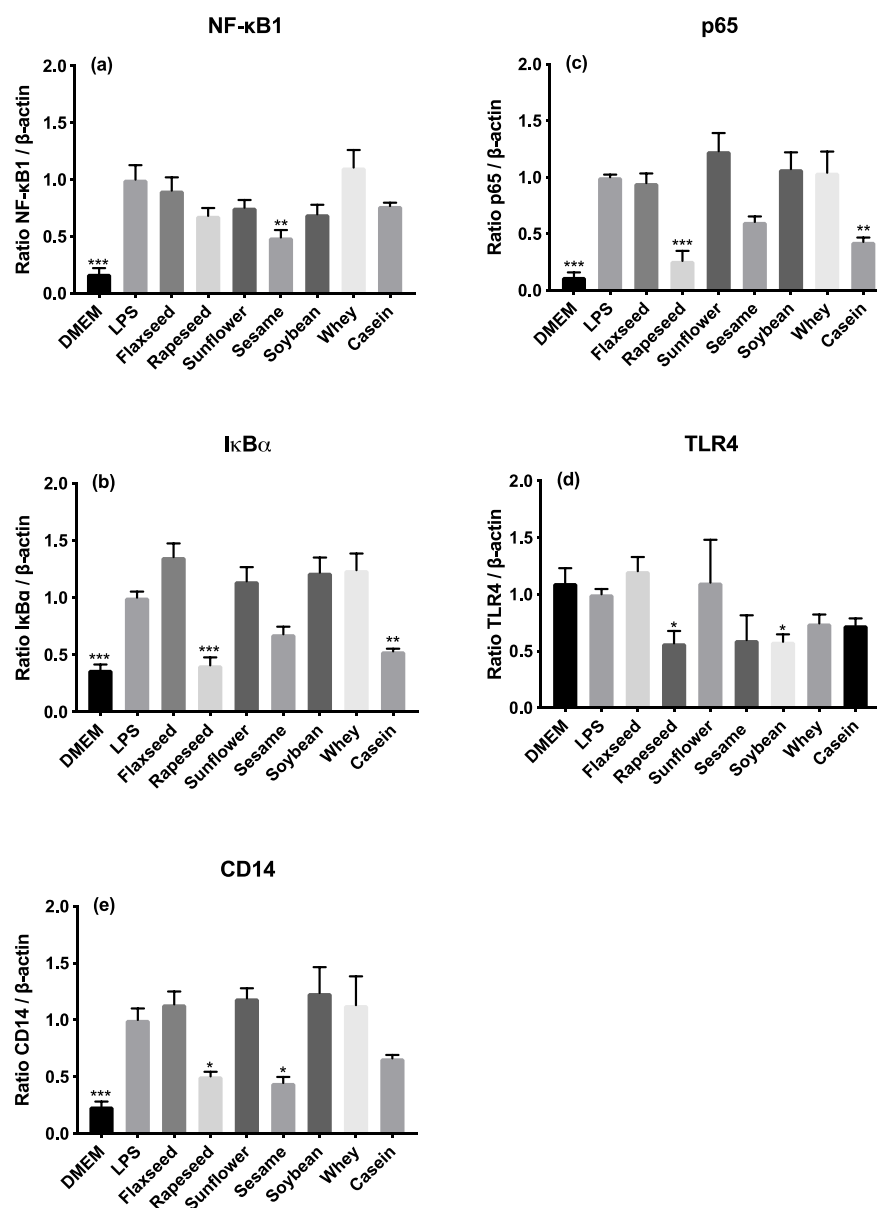 NF-κB1
(a)
Ratio NF-κB1 / β-actin
2.0
1.5
1.0
0.5
0.0
***
**
DMEM
LPS
Flaxseed
Rapeseed
Sunflower
Sesame
Soybean
Whey
Casein
p65
(c)
Ratio p65 / β-actin
2.0
1.5
1.0
0.5
0.0
***
***
**
DMEM
LPS
Flaxseed
Rapeseed
Sunflower
Sesame
Soybean
Whey
Casein
IκBα
(b)
Ratio IκBα / β-actin
2.0
1.5
1.0
0.5
0.0
***
***
**
DMEM
LPS
Flaxseed
Rapeseed
Sunflower
Sesame
Soybean
Whey
Casein
TLR4
(d)
Ratio TLR4 / β-actin
2.0
1.5
1.0
0.5
0.0
*
*
DMEM
LPS
Flaxseed
Rapeseed
Sunflower
Sesame
Soybean
Whey
Casein
CD14
(e)
Ratio CD14 / β-actin
2.0
1.5
1.0
0.5
0.0
***
*
*
DMEM
LPS
Flaxseed
Rapeseed
Sunflower
Sesame
Soybean
Whey
Casein